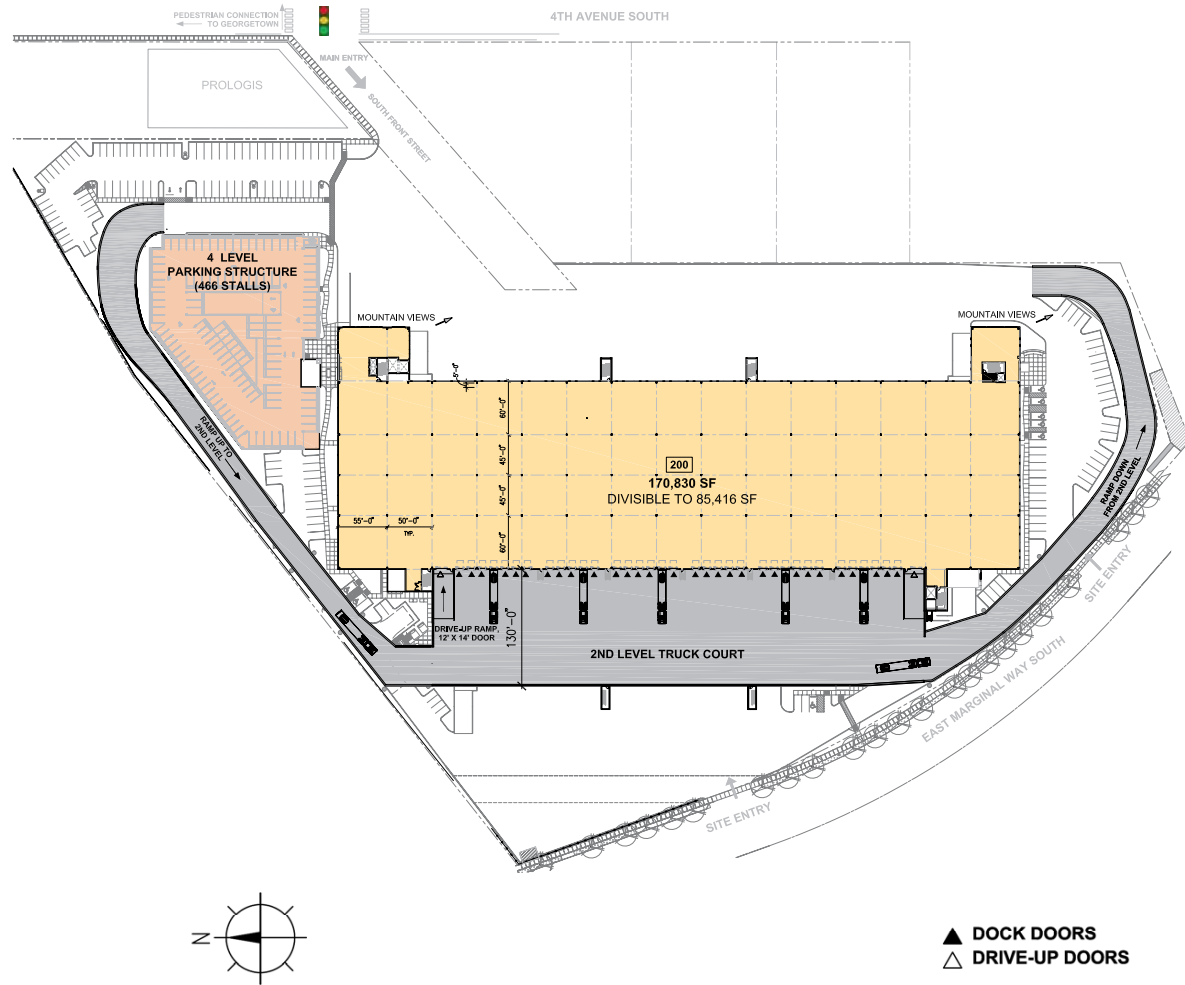 PEDESTRIAN CONNECTION
TO GEORGETOWN
4TH AVENUE SOUTH
MAIN ENTRY
PROLOGIS
SOUTH FRONT STREET
4 LEVEL
PARKING STRUCTURE
(466 STALLS)
MOUNTAIN VIEWS
MOUNTAIN VIEWS
5'-0"
60'-0"
RAMP UP TO
2ND LEVEL
45'-0"
200
170,830 SF
DIVISIBLE TO 85,416 SF
45'-0"
RAMP DOWN
FROM 2ND LEVEL
55'-0"
50'-0"
TYP.
60'-0"
SITE ENTRY
DRIVE-UP RAMP,
12' X 14' DOOR
130'-0"
2ND LEVEL TRUCK COURT
EAST MARGINAL WAY SOUTH
SITE ENTRY
N
DOCK DOORS
DRIVE-UP DOORS